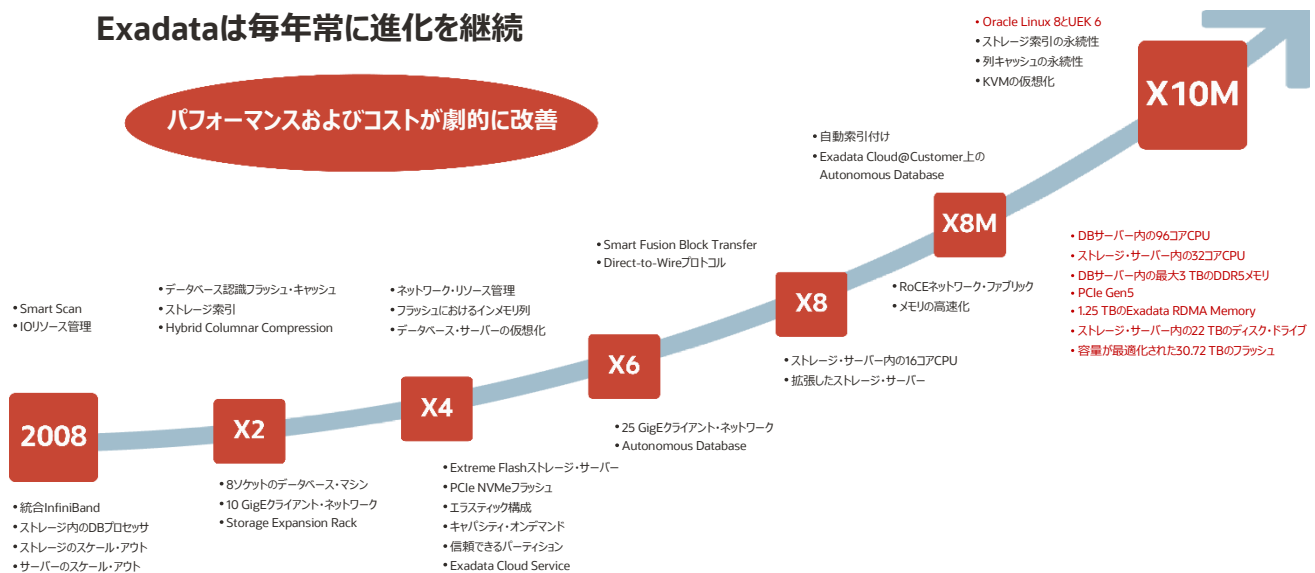 Exadataは毎年常に進化を継続
パフォーマンスおよびコストが劇的に改善
2008
• Smart Scan
• IOリソース管理
• 統合InfiniBand
• ストレージ内のDBプロセッサ
• ストレージのスケール・アウト
• サーバーのスケール・アウト
X2
• データベース認識フラッシュ・キャッシュ
• ストレージ索引
• Hybrid Columnar Compression
• 8ソケットのデータベース・マシン
• 10 GigEクライアント・ネットワーク
• Storage Expansion Rack
X4
• ネットワーク・リソース管理
• フラッシュにおけるインメモリ列
• データベース・サーバーの仮想化
• Extreme Flashストレージ・サーバー
• PCIe NVMeフラッシュ
• エラスティック構成
• キャパシティ・オンデマンド
• 信頼できるパーティション
• Exadata Cloud Service
X6
• Smart Fusion Block Transfer
• Direct-to-Wireプロトコル
• 25 GigEクライアント・ネットワーク
• Autonomous Database
X8
• 自動索引付け
• Exadata Cloud@Customer上の
Autonomous Database
• ストレージ・サーバー内の16コアCPU
• 拡張したストレージ・サーバー
X8M
• RoCEネットワーク・ファブリック
• メモリの高速化
X10M
• Oracle Linux 8とUEK 6
• ストレージ索引の永続性
• 列キャッシュの永続性
• KVMの仮想化
• DBサーバー内の96コアCPU
• ストレージ・サーバー内の32コアCPU
• DBサーバー内の最大3 TBのDDR5メモリ
• PCIe Gen5
• 1.25 TBのExadata RDMA Memory
• ストレージ・サーバー内の22 TBのディスク・ドライブ
• 容量が最適化された30.72 TBのフラッシュ